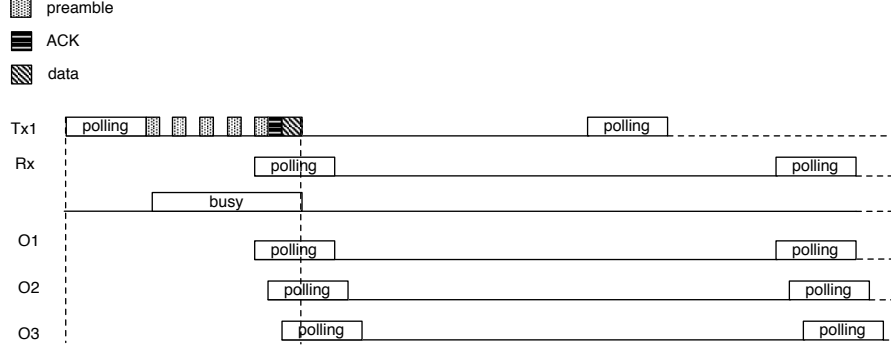 preamble
ACK
data
Tx1 polling polling
Rx polling polling
busy
O1 polling polling
O2 polling polling
O3 polling polling